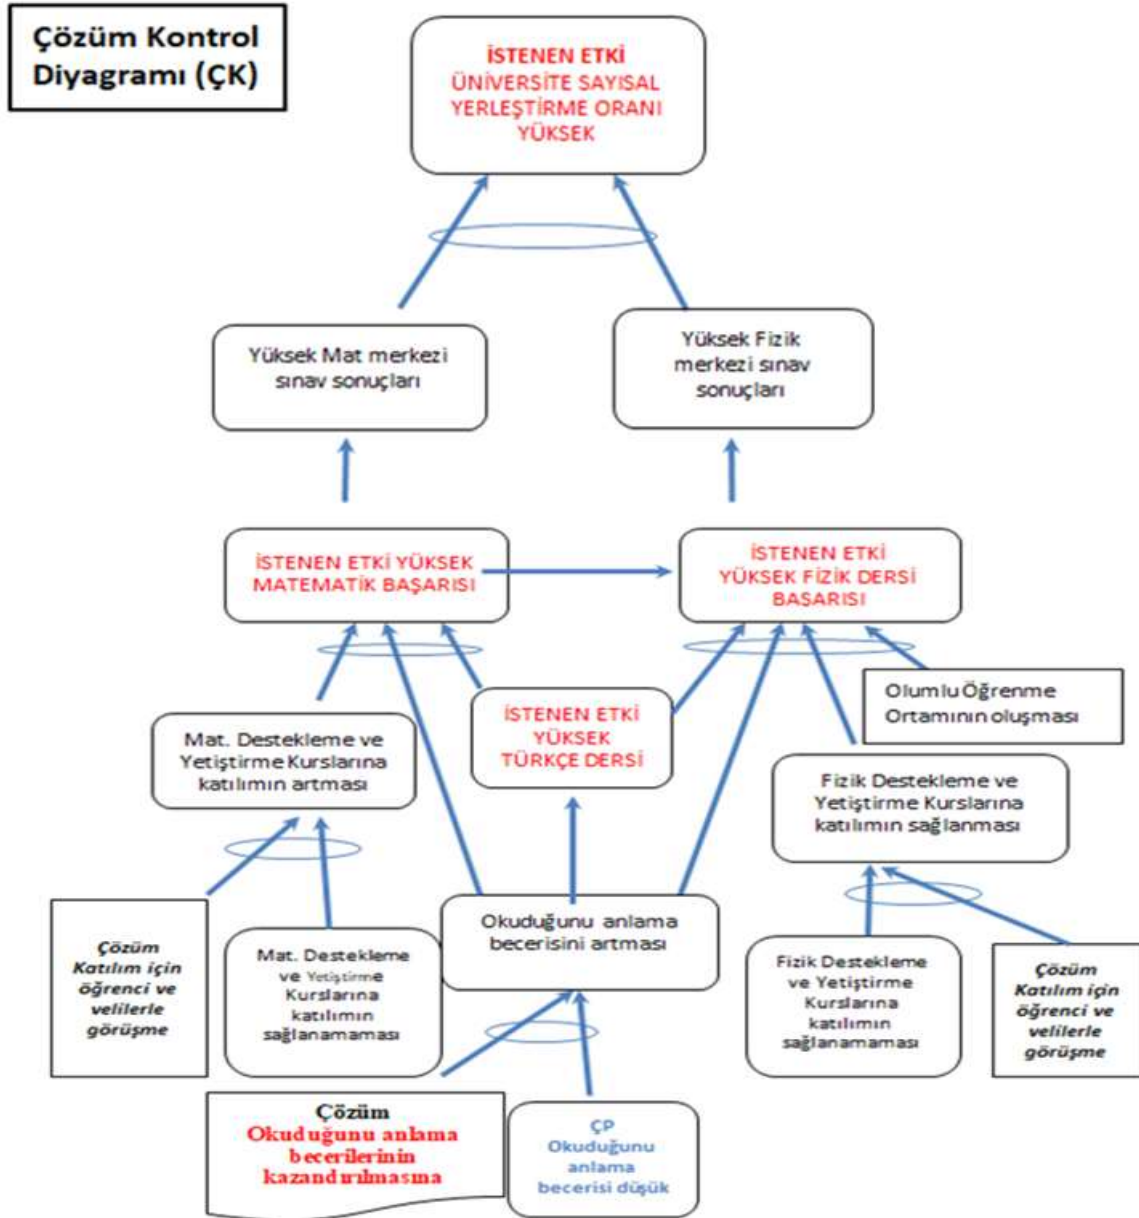 Çözüm Kontrol
Diyagramı (ÇK)
İSTENEN ETKİ
ÜNİVERSİTE SAYISAL
YERLEŞTİRME ORANI
YÜKSEK
Yüksek Mat merkezi
sınav sonuçları
Yüksek Fizik
merkezi sınav
sonuçları
İSTENEN ETKİ YÜKSEK
MATEMATİK BAŞARISI
İSTENEN ETKİ
YÜKSEK FİZİK DERSİ
BAŞARISI
Olumlu Öğrenme
Ortamının oluşması
İSTENEN ETKİ
YÜKSEK
TÜRKÇE DERSİ
Mat. Destekleme ve
Yetiştirme Kurslarına
katılımın artması
Fizik Destekleme ve
Yetiştirme Kurslarına
katılımın sağlanması
Çözüm
Katılım için
öğrenci ve
velilerle
görüşme
Mat. Destekleme
ve Yetiştirme
Kurslarına
katılımın
sağlanamaması
Okuduğunu anlama
becerisini artması
Fizik Destekleme
ve Yetiştirme
Kurslarına
katılımın
sağlanamaması
Çözüm
Katılım için
öğrenci ve
velilerle
görüşme
Çözüm
Okuduğunu anlama
becerilerinin
kazandırılmasına
ÇP
Okuduğunu
anlama
becerisi düşük